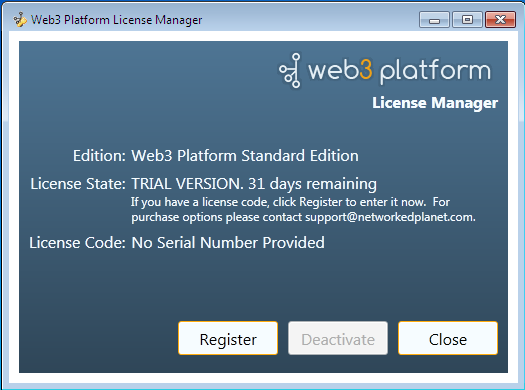 Web3 Platform License Manager
web3 platform
License Manager
Edition: Web3 Platform Standard Edition
License State: TRIAL VERSION. 31 days remaining
If you have a license code, click Register to enter it now. For
purchase options please contact support@networkedplanet.com.
License Code: No Serial Number Provided
Register Deactivate Close